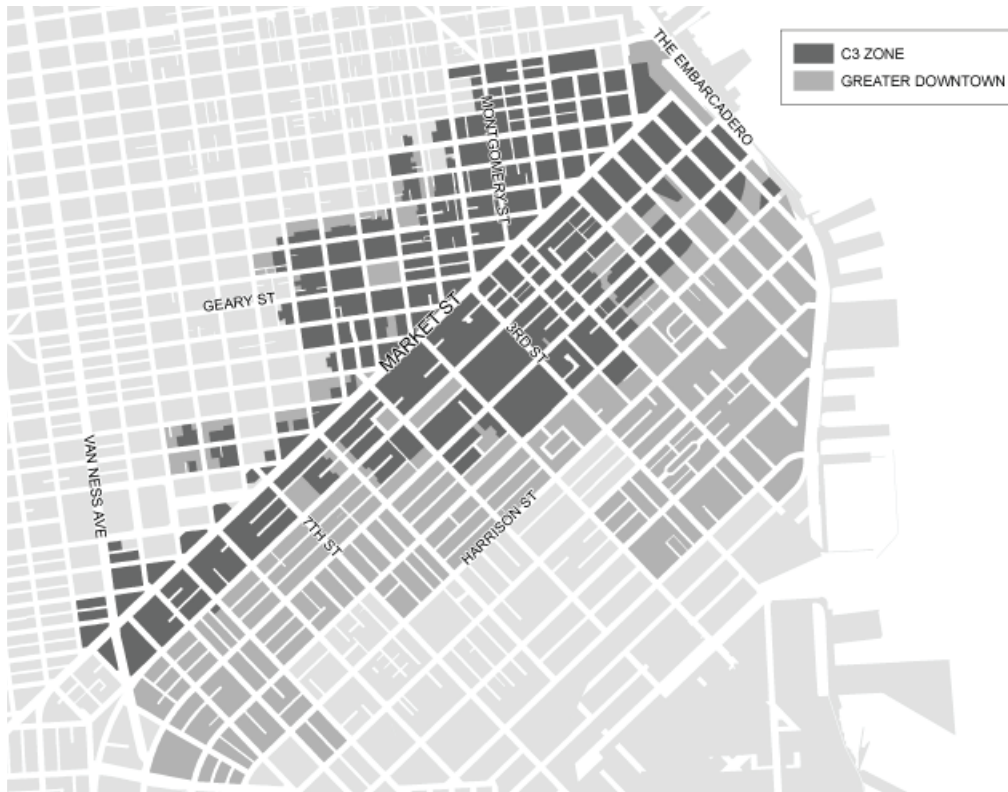 THE EMBARCADERO
C3 ZONE
GREATER DOWNTOWN
MONTGOMERY ST
GEARY ST
MARKET ST
3RD ST
VAN NESS AVE
7TH ST
HARRISON ST